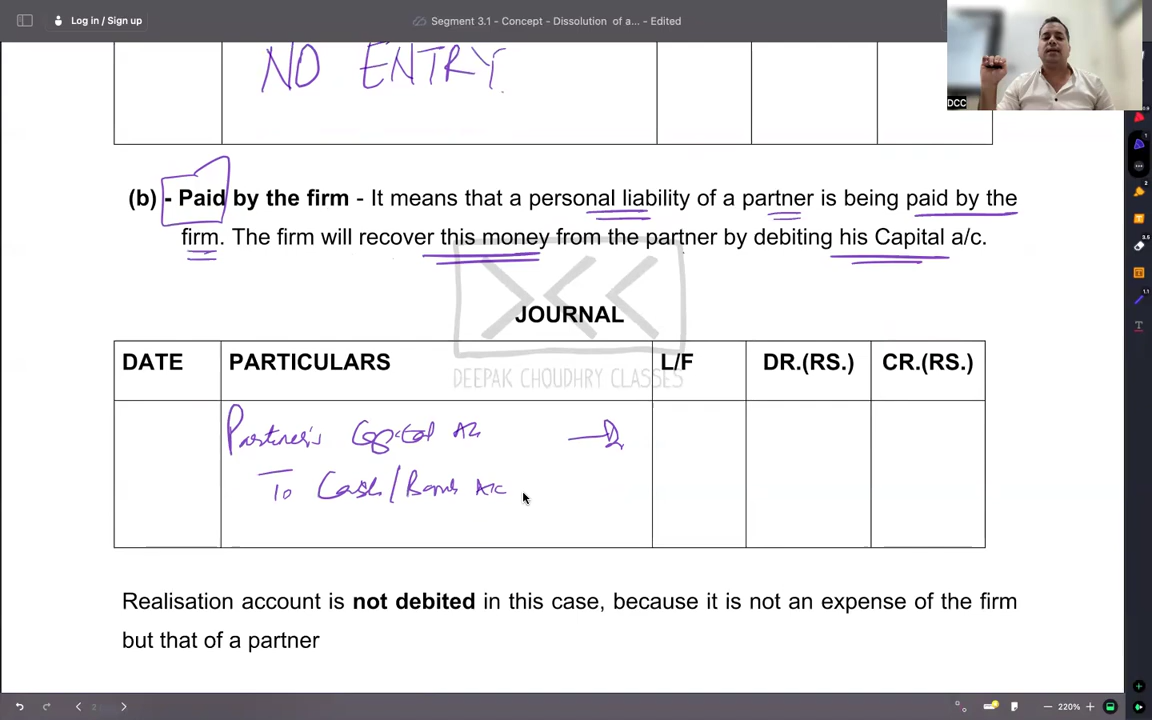 Log in / Sign up
Segment 3.1 - Concept - Dissolution of a... - Edited
DCC
NO ENTRY.
(b) - Paid by the firm - It means that a personal liability of a partner is being paid by the
firm. The firm will recover this money from the partner by debiting his Capital a/c.
JOURNAL
DEEPAK CHOUDHRY CLASSES
DATE PARTICULARS L/F DR.(RS.) CR.(RS.)
Partner's Capital A/c Dr
To Cash/Bank A/c
Realisation account is not debited in this case, because it is not an expense of the firm
but that of a partner
2
220%